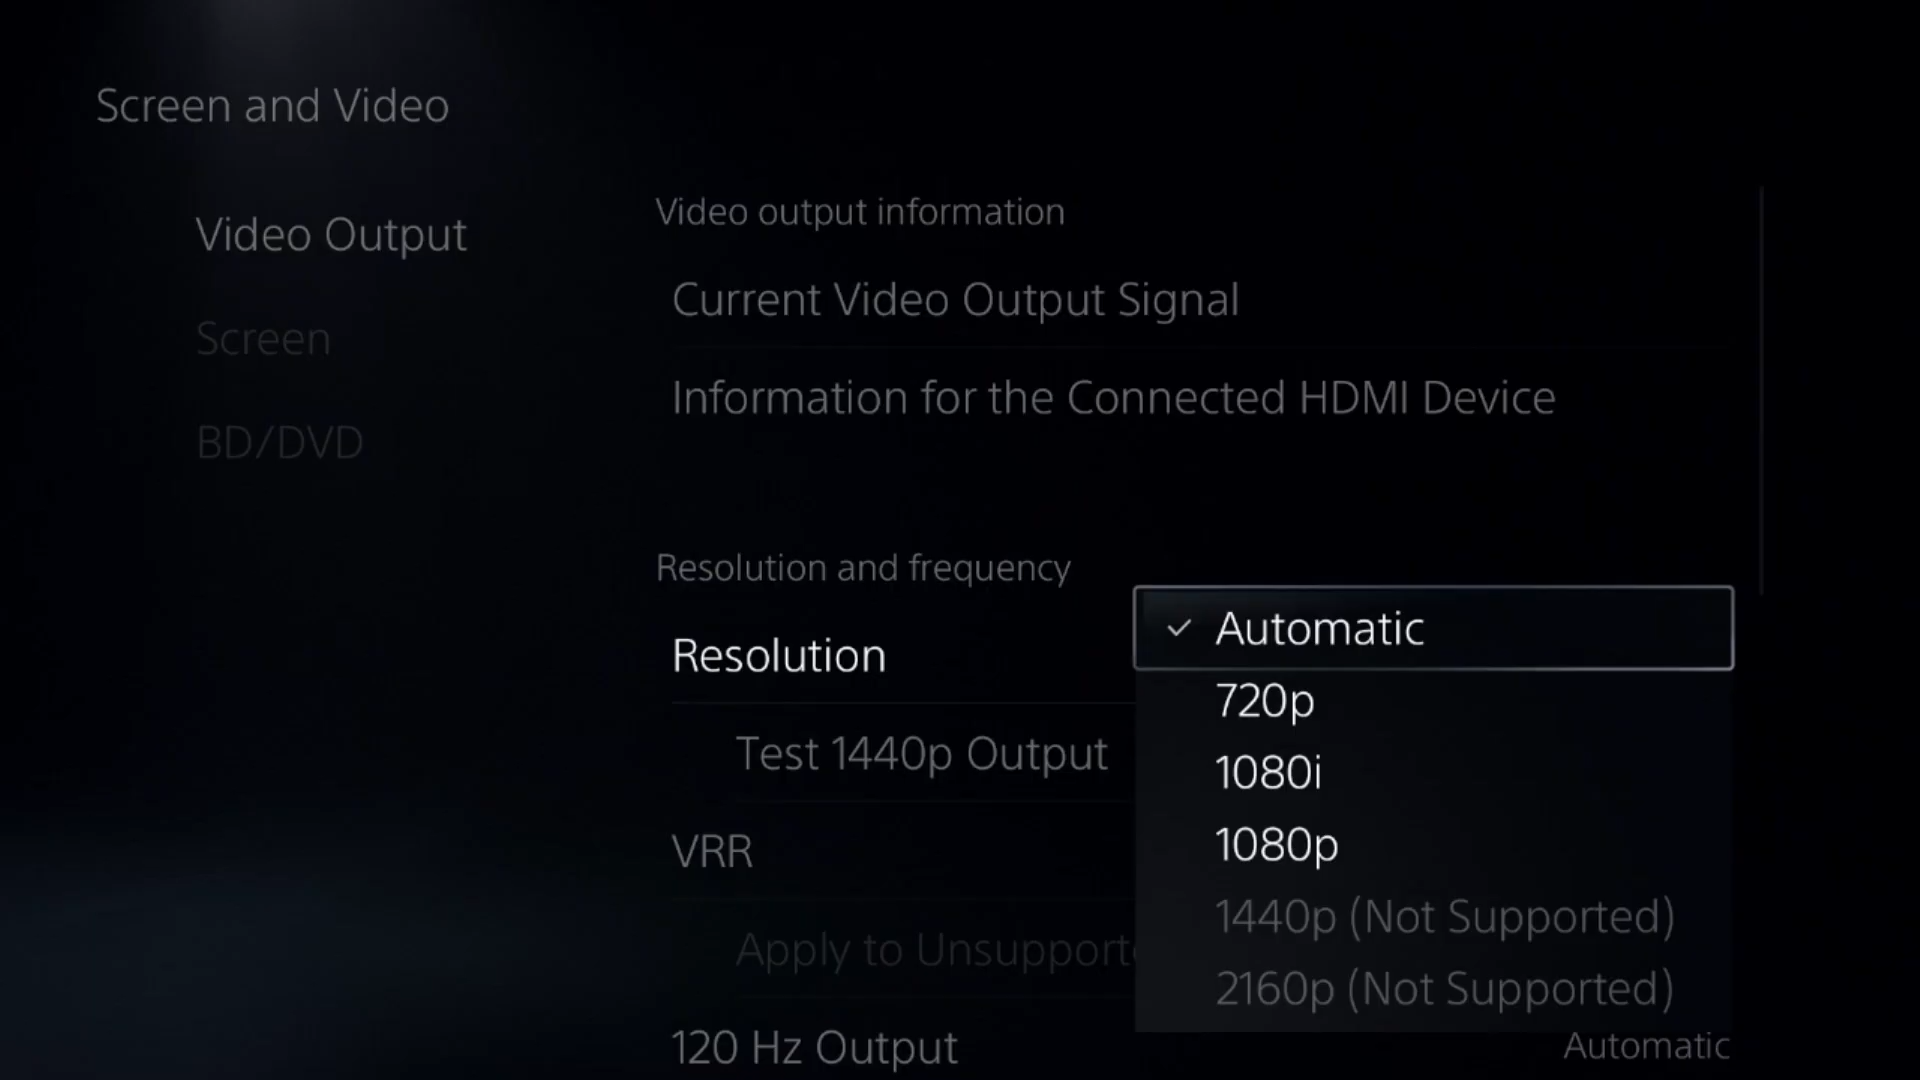 Screen and Video
Video Output
Screen
BD/DVD
Video output information
Current Video Output Signal
Information for the Connected HDMI Device
Resolution and frequency
Resolution
Automatic
720p
1080i
1080p
1440p (Not Supported)
2160p (Not Supported)
Test 1440p Output
VRR
Apply to
120 Hz Output
Automatic